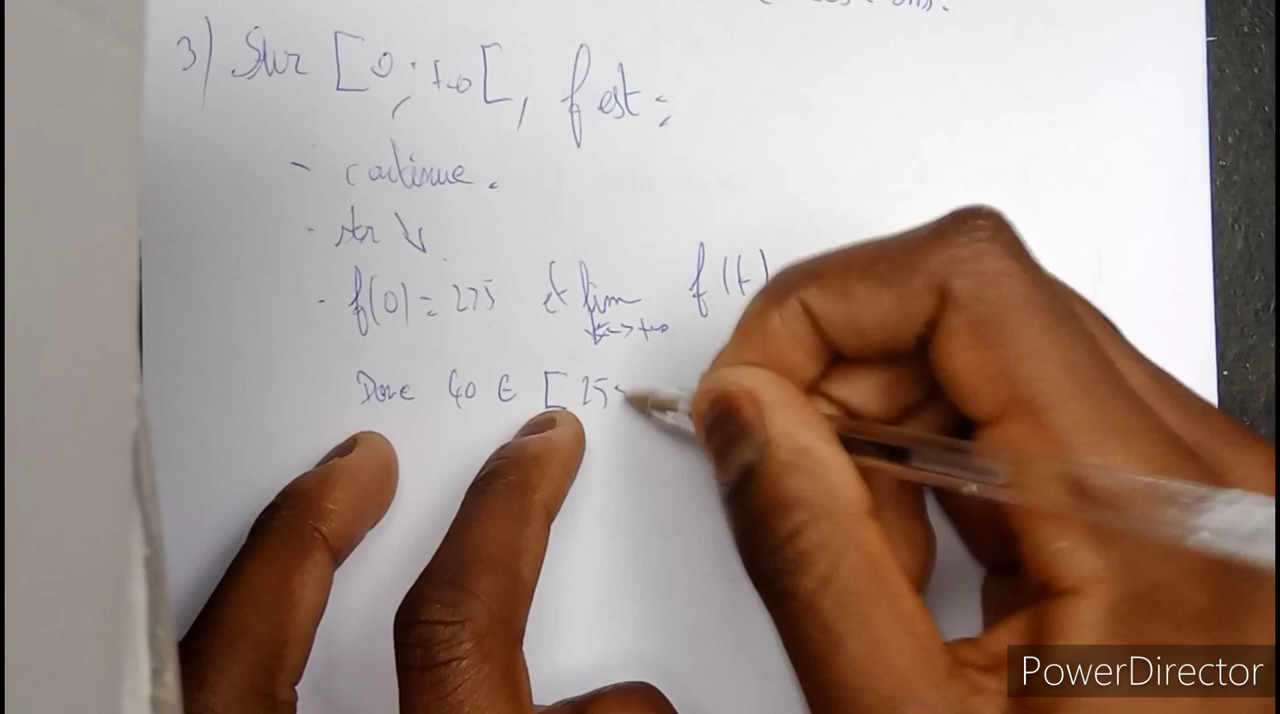 3) Sur [0; +∞[, f est:
- continue.
- str ↘
- f(0) = 275 et lim f(t)
t->+∞
Donc 40 ∈ [25
PowerDirector